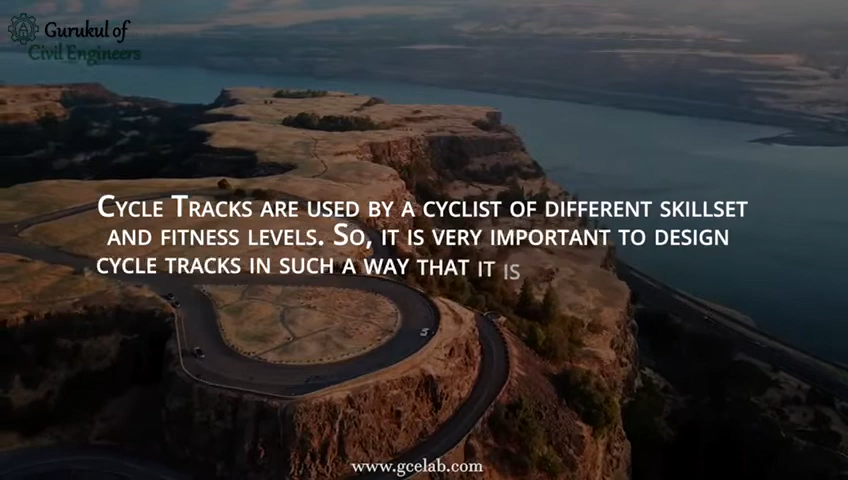 Gurukul of
Civil Engineers
Cycle Tracks are used by a cyclist of different skillset
and fitness levels. So, it is very important to design
cycle tracks in such a way that it is
www.gcelab.com